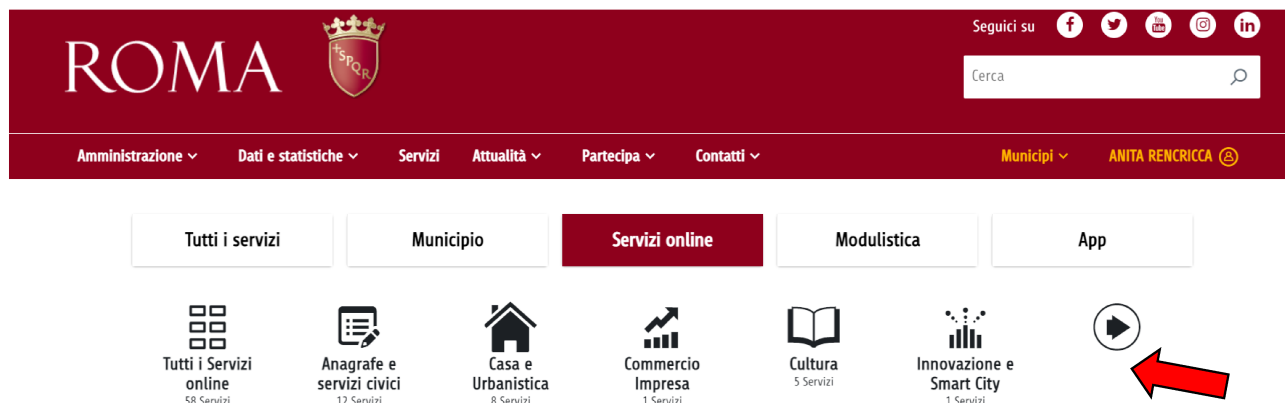 Seguici su
ROMA
SPQR
Cerca
Amministrazione Dati e statistiche Servizi Attualità Partecipa Contatti Municipi ANITA RENCRICCA
Tutti i servizi Municipio Servizi online Modulistica App
Tutti i Servizi online
58 Servizi
Anagrafe e servizi civici
12 Servizi
Casa e Urbanistica
8 Servizi
Commercio Impresa
1 Servizi
Cultura
5 Servizi
Innovazione e Smart City
1 Servizi